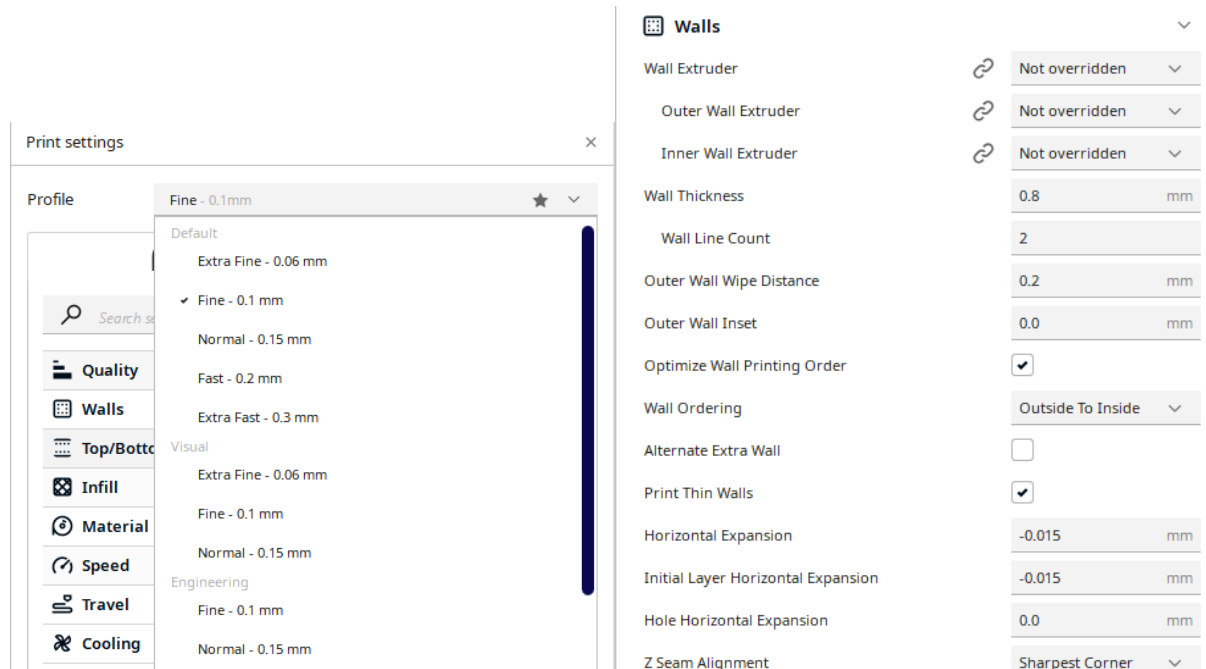 Print settings
Profile
Fine - 0.1mm
Default
Extra Fine - 0.06 mm
Fine - 0.1 mm
Normal - 0.15 mm
Fast - 0.2 mm
Extra Fast - 0.3 mm
Visual
Extra Fine - 0.06 mm
Fine - 0.1 mm
Normal - 0.15 mm
Engineering
Fine - 0.1 mm
Normal - 0.15 mm
Search se
Quality
Walls
Top/Botto
Infill
Material
Speed
Travel
Cooling
Walls
Wall Extruder Not overridden
Outer Wall Extruder Not overridden
Inner Wall Extruder Not overridden
Wall Thickness 0.8 mm
Wall Line Count 2
Outer Wall Wipe Distance 0.2 mm
Outer Wall Inset 0.0 mm
Optimize Wall Printing Order
Wall Ordering Outside To Inside
Alternate Extra Wall
Print Thin Walls
Horizontal Expansion -0.015 mm
Initial Layer Horizontal Expansion -0.015 mm
Hole Horizontal Expansion 0.0 mm
Z Seam Alignment Sharpest Corner